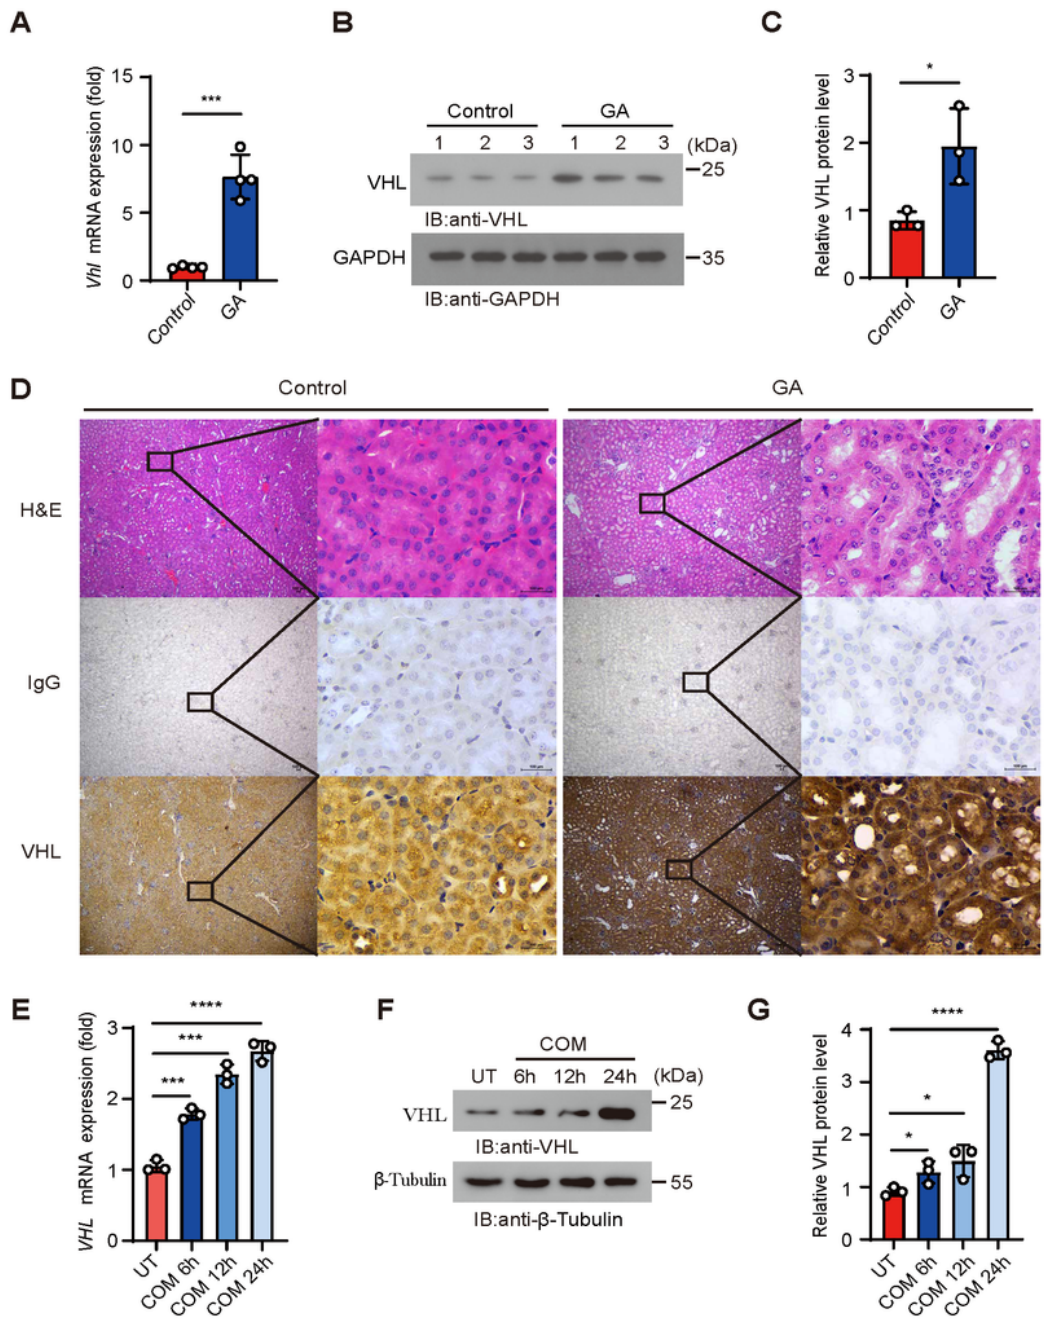 A
Vhl mRNA expression (fold)
15
10
5
0
***
Control
GA
B
Control GA
1 2 3 1 2 3 (kDa)
VHL
25
IB:anti-VHL
GAPDH
35
IB:anti-GAPDH
C
Relative VHL protein level
3
2
1
0
*
Control
GA
D
Control GA
H&E
IgG
VHL
E
VHL mRNA expression (fold)
3
2
1
0
****
***
***
UT
COM 6h
COM 12h
COM 24h
F
COM
UT 6h 12h 24h (kDa)
VHL
25
IB:anti-VHL
β-Tubulin
55
IB:anti-β-Tubulin
G
Relative VHL protein level
4
3
2
1
0
****
*
*
UT
COM 6h
COM 12h
COM 24h